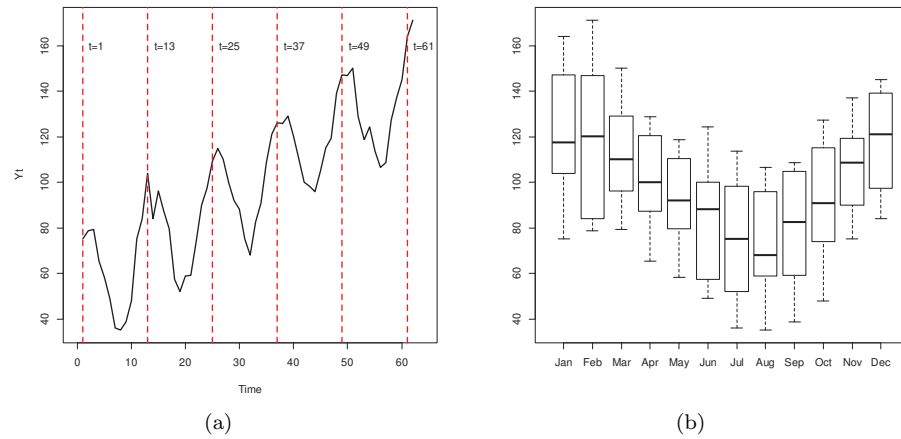 t=1 t=13 t=25 t=37 t=49 t=61
160
140
120
100
80
60
40
Yt
0 10 20 30 40 50 60
Time
(a)
160
140
120
100
80
60
40
Jan Feb Mar Apr May Jun Jul Aug Sep Oct Nov Dec
(b)